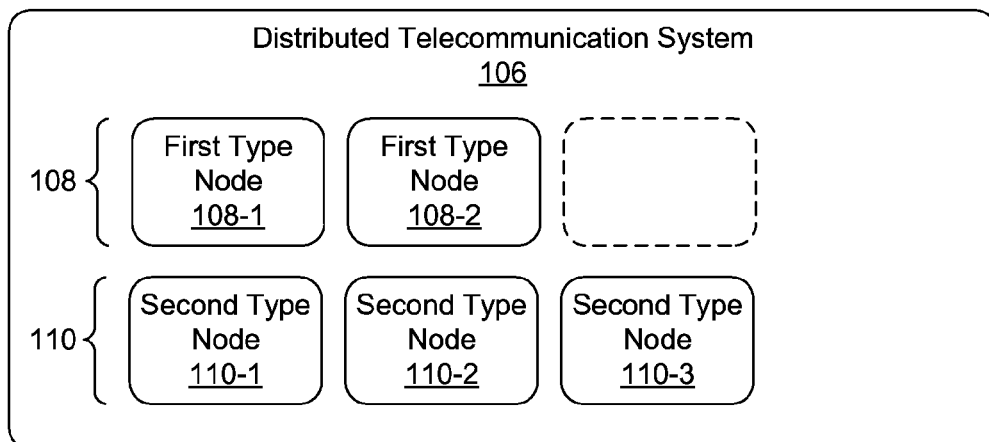 Distributed Telecommunication System
106
108
First Type
Node
108-1
First Type
Node
108-2
110
Second Type
Node
110-1
Second Type
Node
110-2
Second Type
Node
110-3